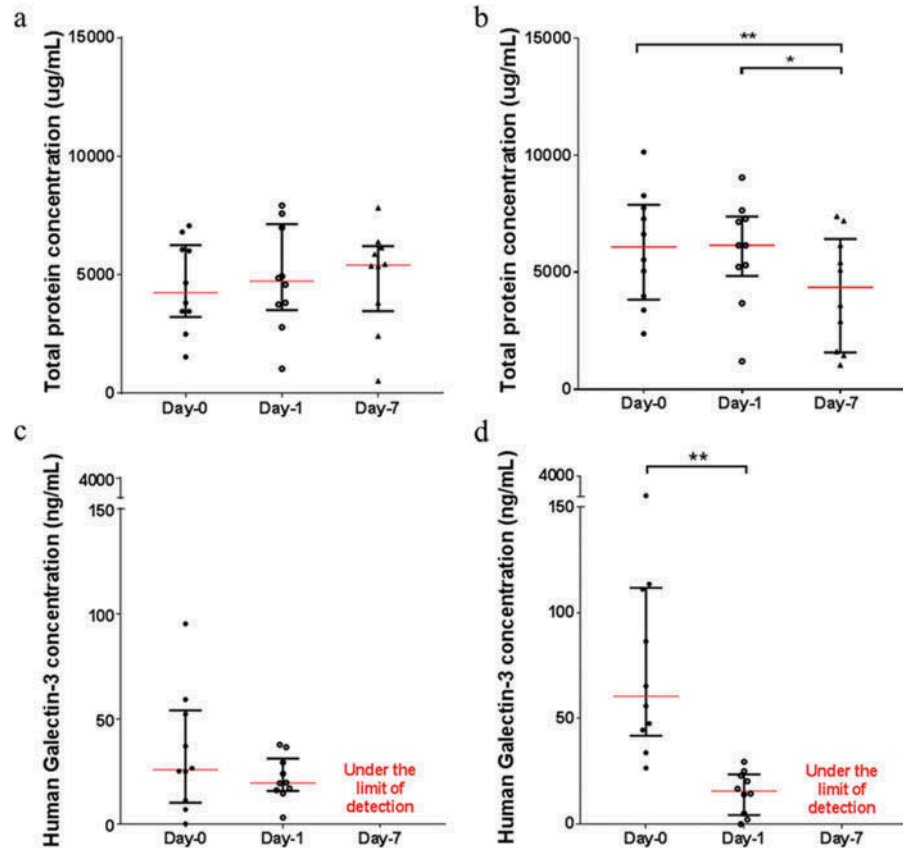 a
Total protein concentration (ug/mL)
15000
10000
5000
0
Day-0 Day-1 Day-7
b
Total protein concentration (ug/mL)
15000
10000
5000
0
**
*
Day-0 Day-1 Day-7
c
Human Galectin-3 concentration (ng/mL)
4000
150
100
50
0
Under the
limit of
detection
Day-0 Day-1 Day-7
d
Human Galectin-3 concentration (ng/mL)
4000
150
100
50
0
**
Under the
limit of
detection
Day-0 Day-1 Day-7